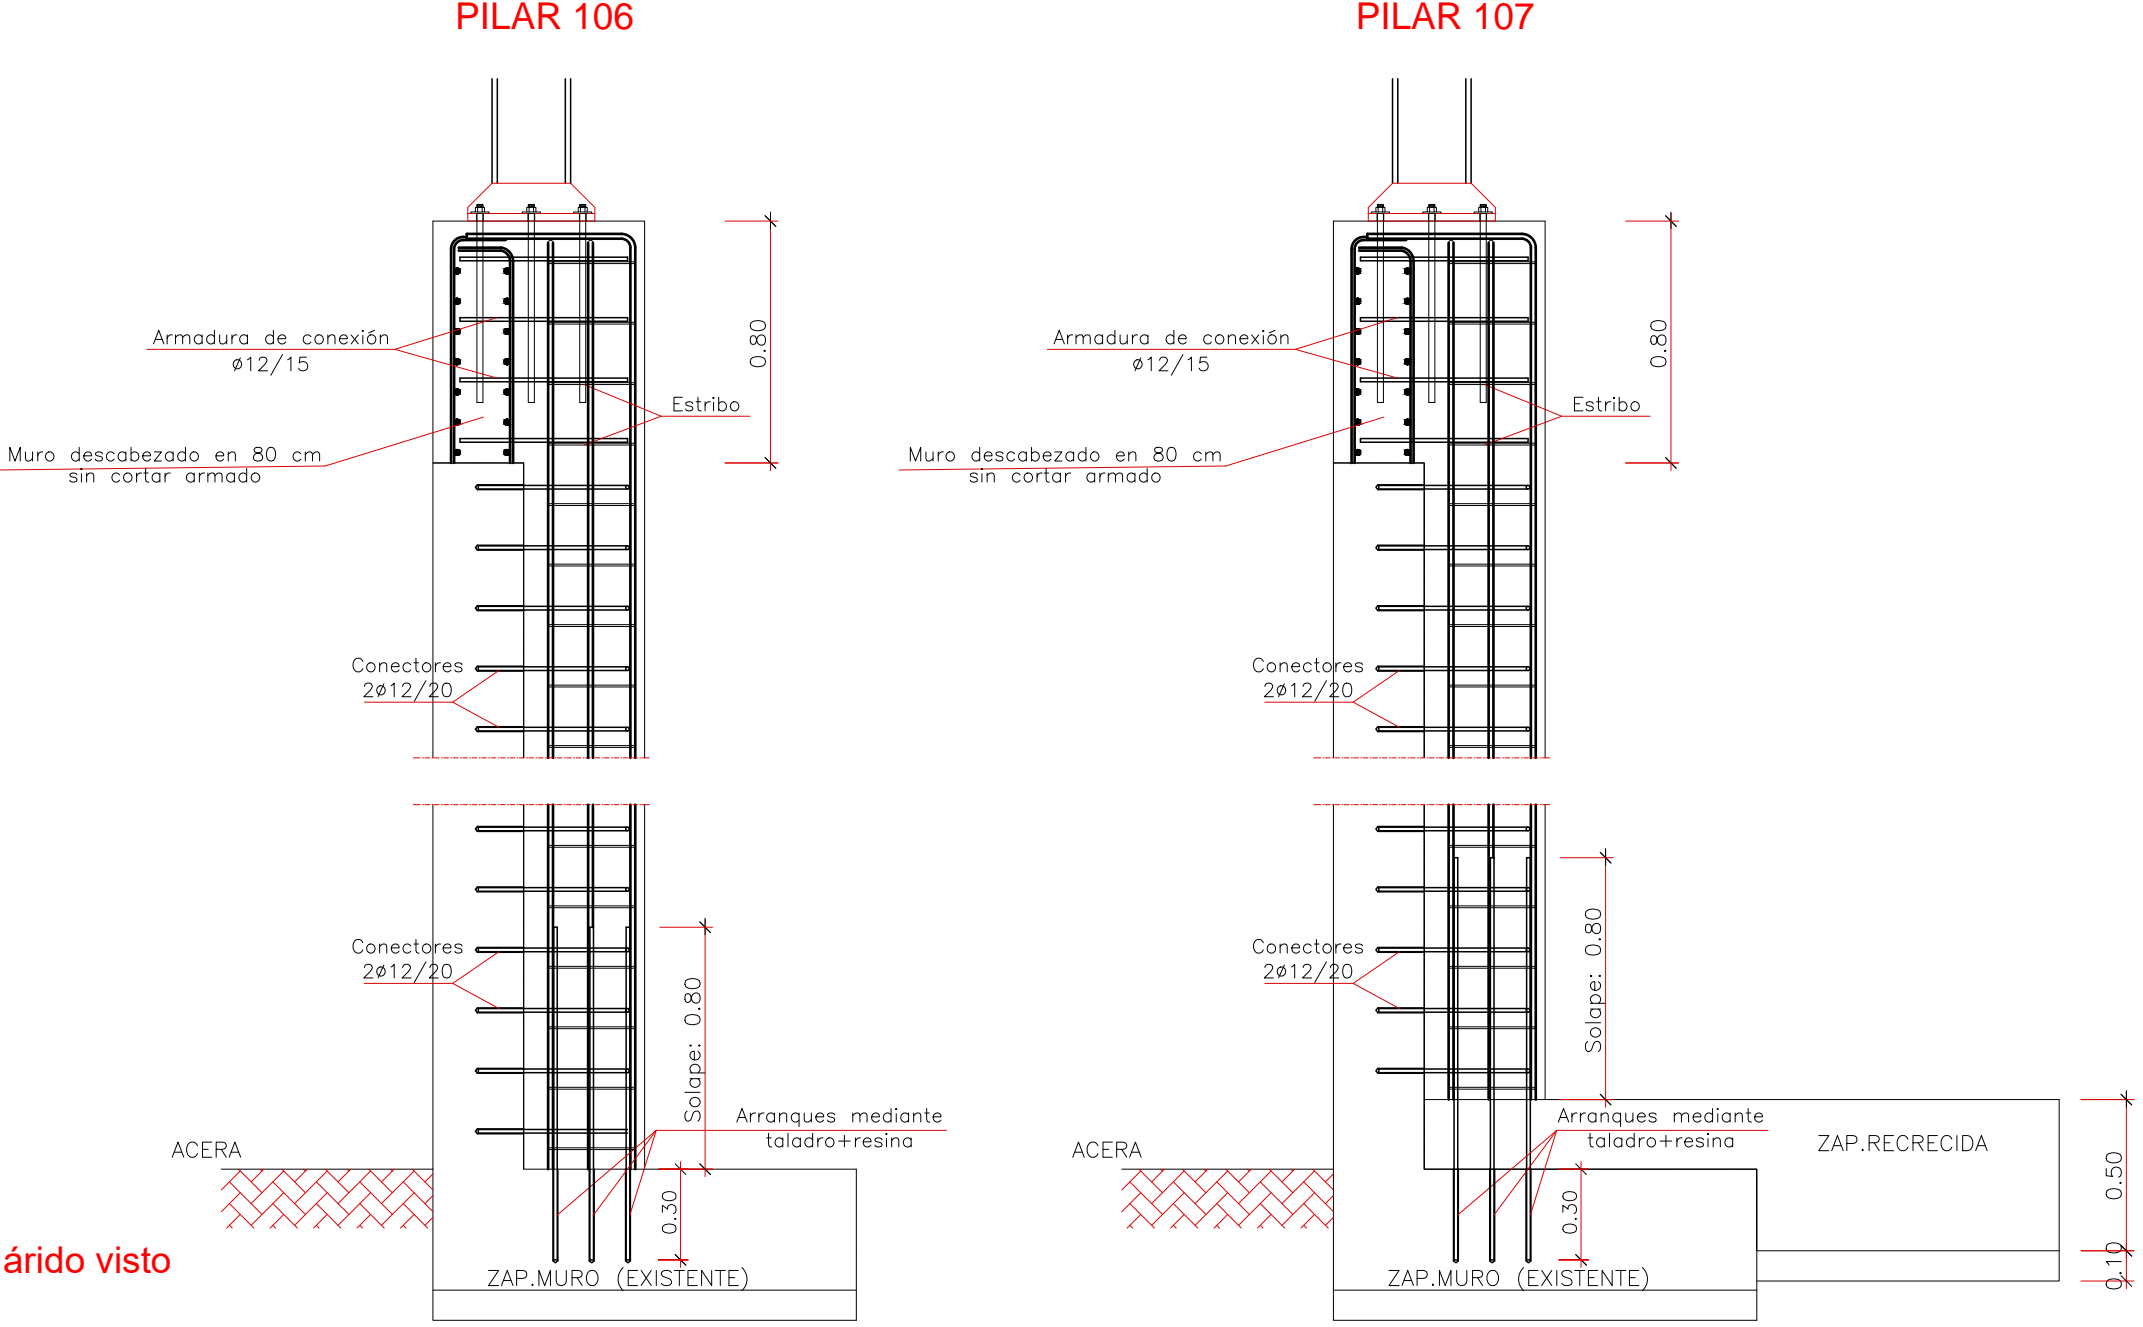 PILAR 106
PILAR 107
0.80
0.80
Armadura de conexión
ø12/15
Armadura de conexión
ø12/15
Estribo
Estribo
Muro descabezado en 80 cm
sin cortar armado
Muro descabezado en 80 cm
sin cortar armado
Conectores
2ø12/20
Conectores
2ø12/20
Conectores
2ø12/20
Conectores
2ø12/20
Solape: 0.80
Solape: 0.80
Arranques mediante
taladro+resina
Arranques mediante
taladro+resina
ACERA
ACERA
ZAP.RECRECIDA
0.30
0.30
0.50
0.10
árido visto
ZAP.MURO (EXISTENTE)
ZAP.MURO (EXISTENTE)